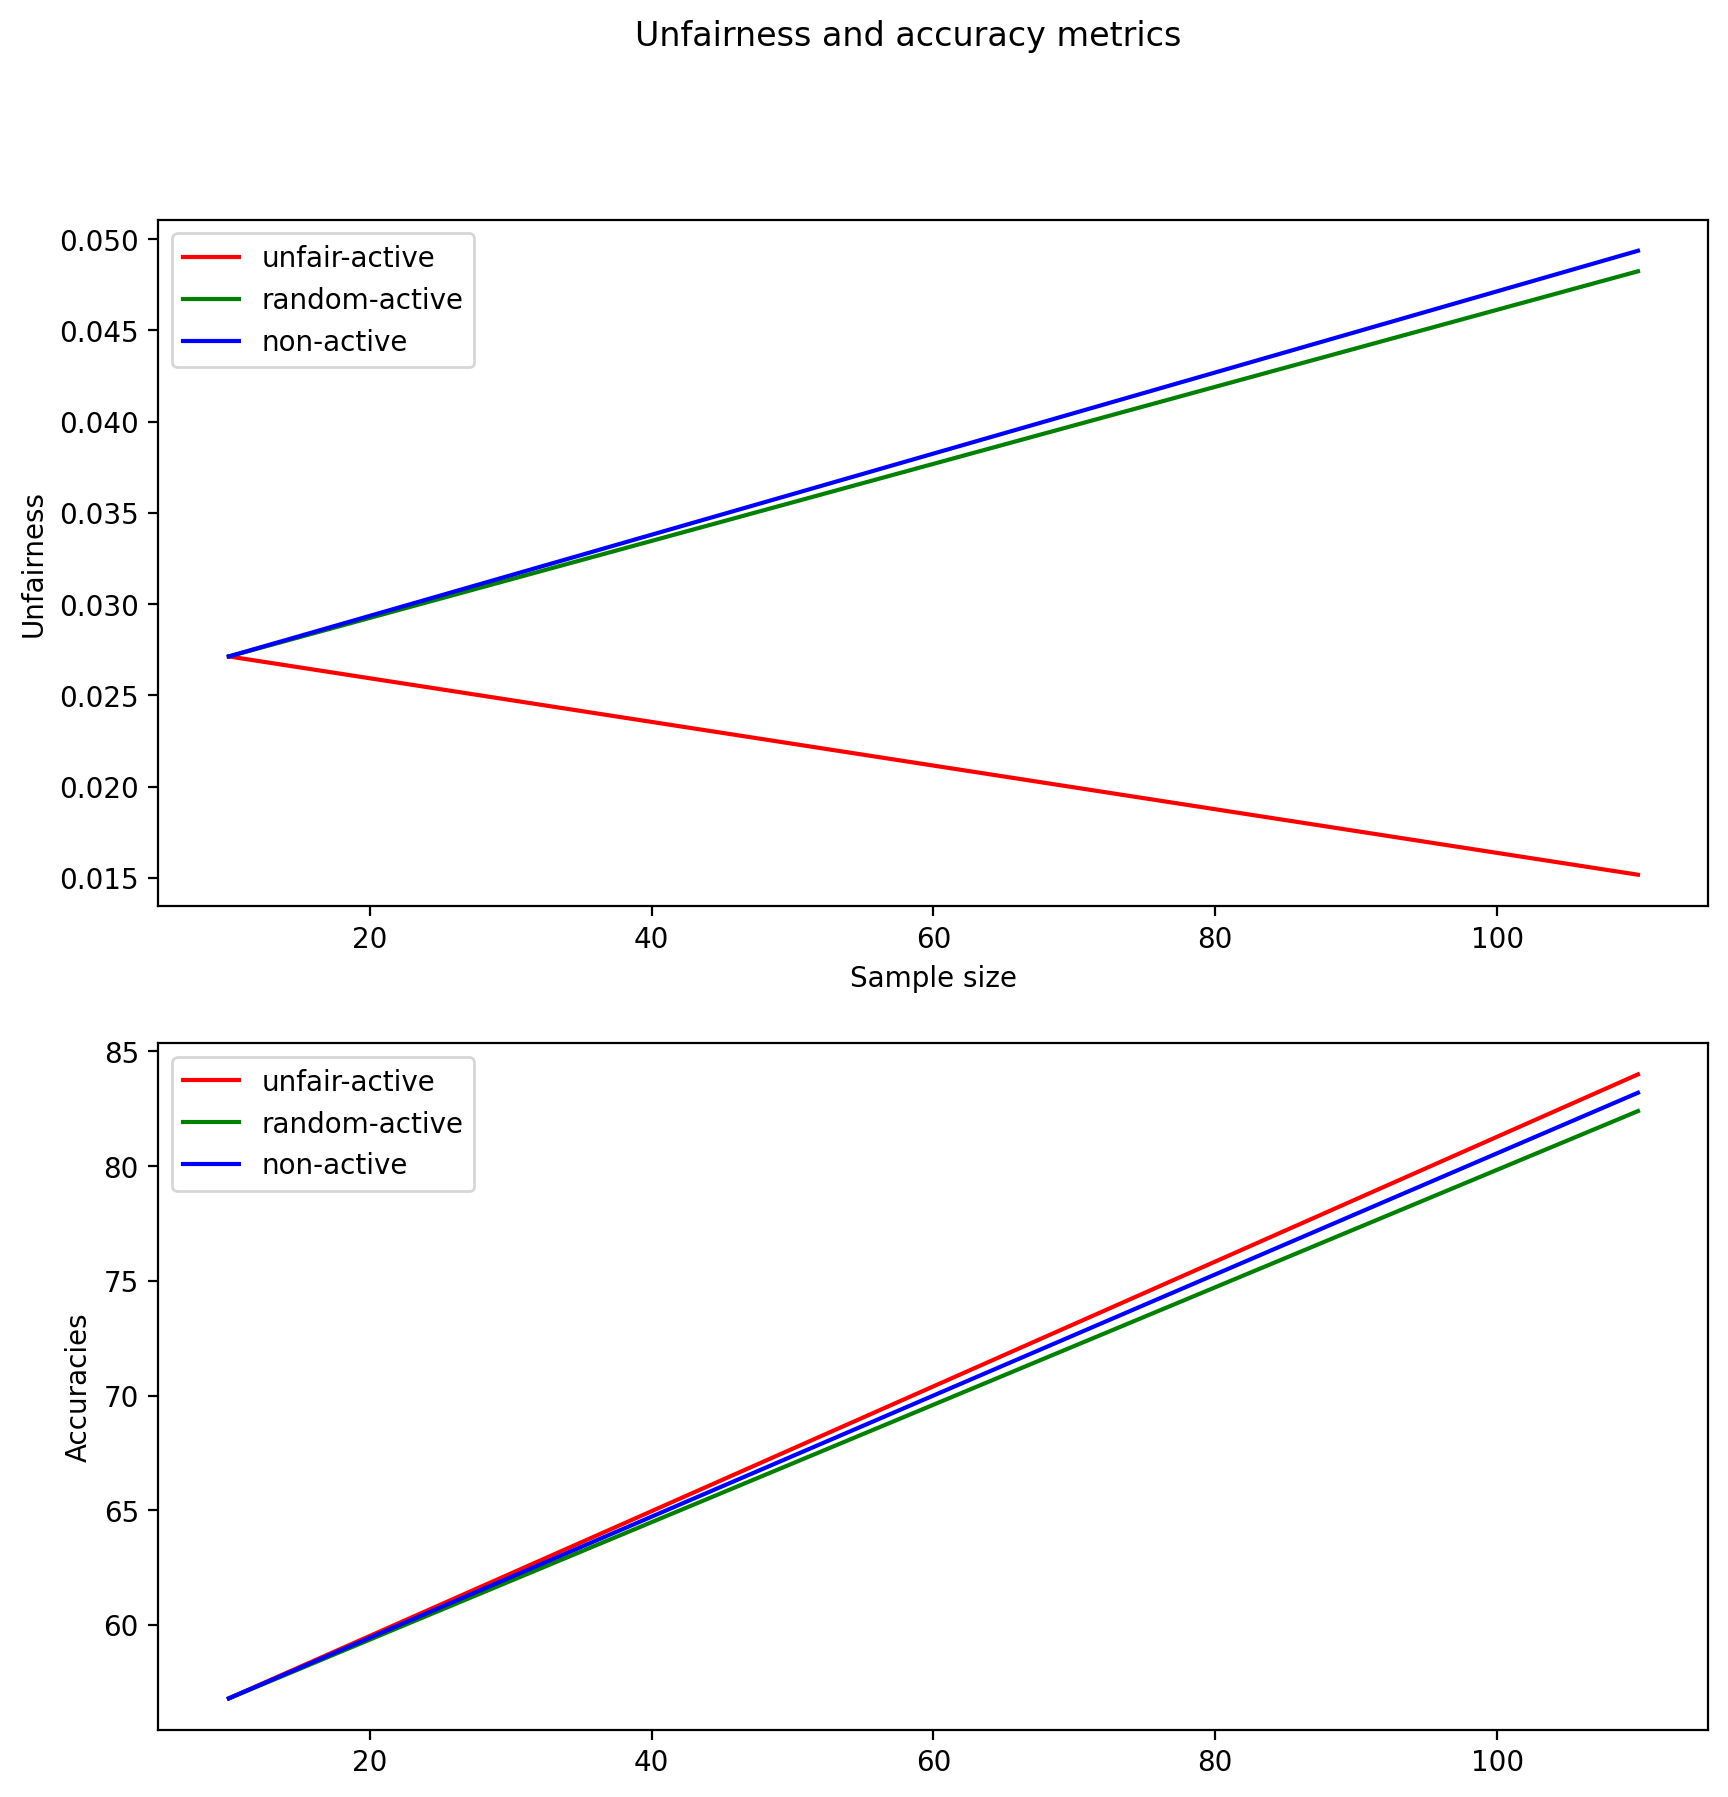 Unfairness and accuracy metrics
unfair-active
random-active
non-active
0.050
0.045
0.040
0.035
0.030
0.025
0.020
0.015
Unfairness
20 40 60 80 100
Sample size
unfair-active
random-active
non-active
85
80
75
70
65
60
Accuracies
20 40 60 80 100